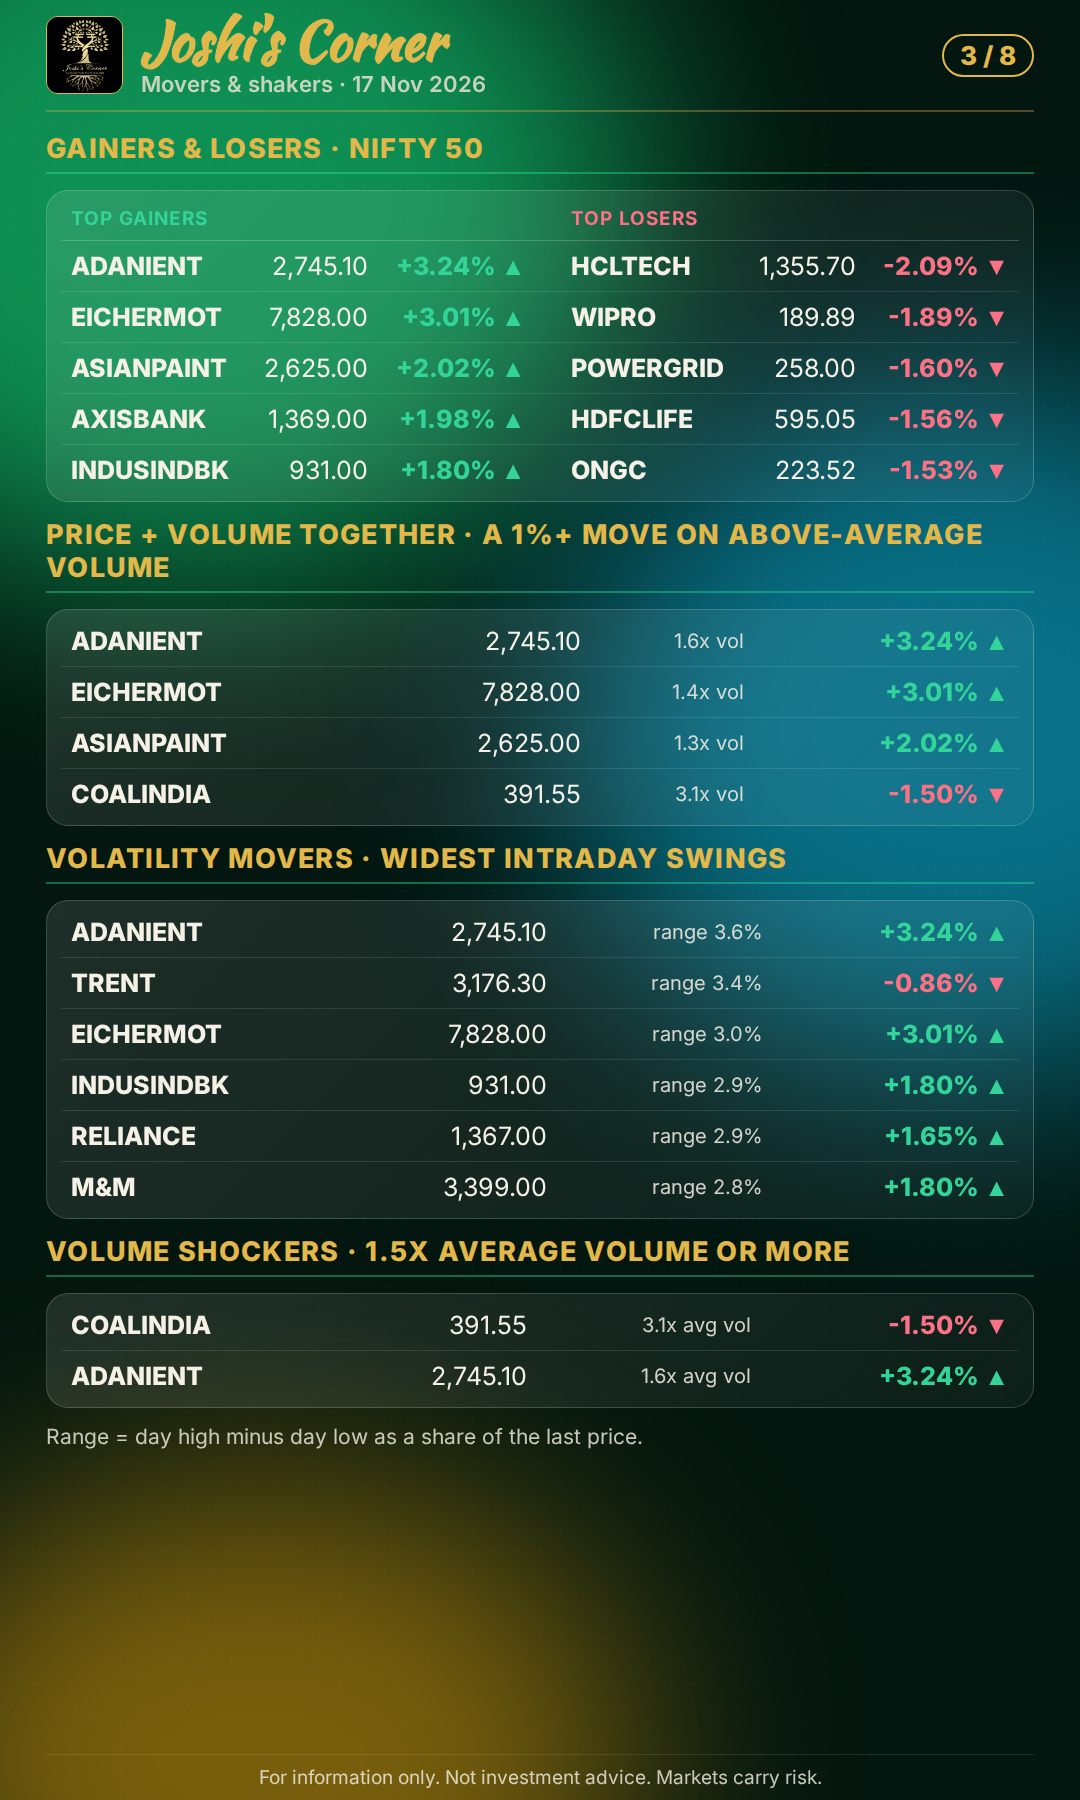 Joshi's Corner
Joshi's Corner
Movers & shakers · 17 Nov 2026
3 / 8
GAINERS & LOSERS · NIFTY 50
TOP GAINERS TOP LOSERS
ADANIENT 2,745.10 +3.24% ▲ HCLTECH 1,355.70 -2.09% ▼
EICHERMOT 7,828.00 +3.01% ▲ WIPRO 189.89 -1.89% ▼
ASIANPAINT 2,625.00 +2.02% ▲ POWERGRID 258.00 -1.60% ▼
AXISBANK 1,369.00 +1.98% ▲ HDFCLIFE 595.05 -1.56% ▼
INDUSINDBK 931.00 +1.80% ▲ ONGC 223.52 -1.53% ▼
PRICE + VOLUME TOGETHER · A 1%+ MOVE ON ABOVE-AVERAGE
VOLUME
ADANIENT 2,745.10 1.6x vol +3.24% ▲
EICHERMOT 7,828.00 1.4x vol +3.01% ▲
ASIANPAINT 2,625.00 1.3x vol +2.02% ▲
COALINDIA 391.55 3.1x vol -1.50% ▼
VOLATILITY MOVERS · WIDEST INTRADAY SWINGS
ADANIENT 2,745.10 range 3.6% +3.24% ▲
TRENT 3,176.30 range 3.4% -0.86% ▼
EICHERMOT 7,828.00 range 3.0% +3.01% ▲
INDUSINDBK 931.00 range 2.9% +1.80% ▲
RELIANCE 1,367.00 range 2.9% +1.65% ▲
M&M 3,399.00 range 2.8% +1.80% ▲
VOLUME SHOCKERS · 1.5X AVERAGE VOLUME OR MORE
COALINDIA 391.55 3.1x avg vol -1.50% ▼
ADANIENT 2,745.10 1.6x avg vol +3.24% ▲
Range = day high minus day low as a share of the last price.
For information only. Not investment advice. Markets carry risk.